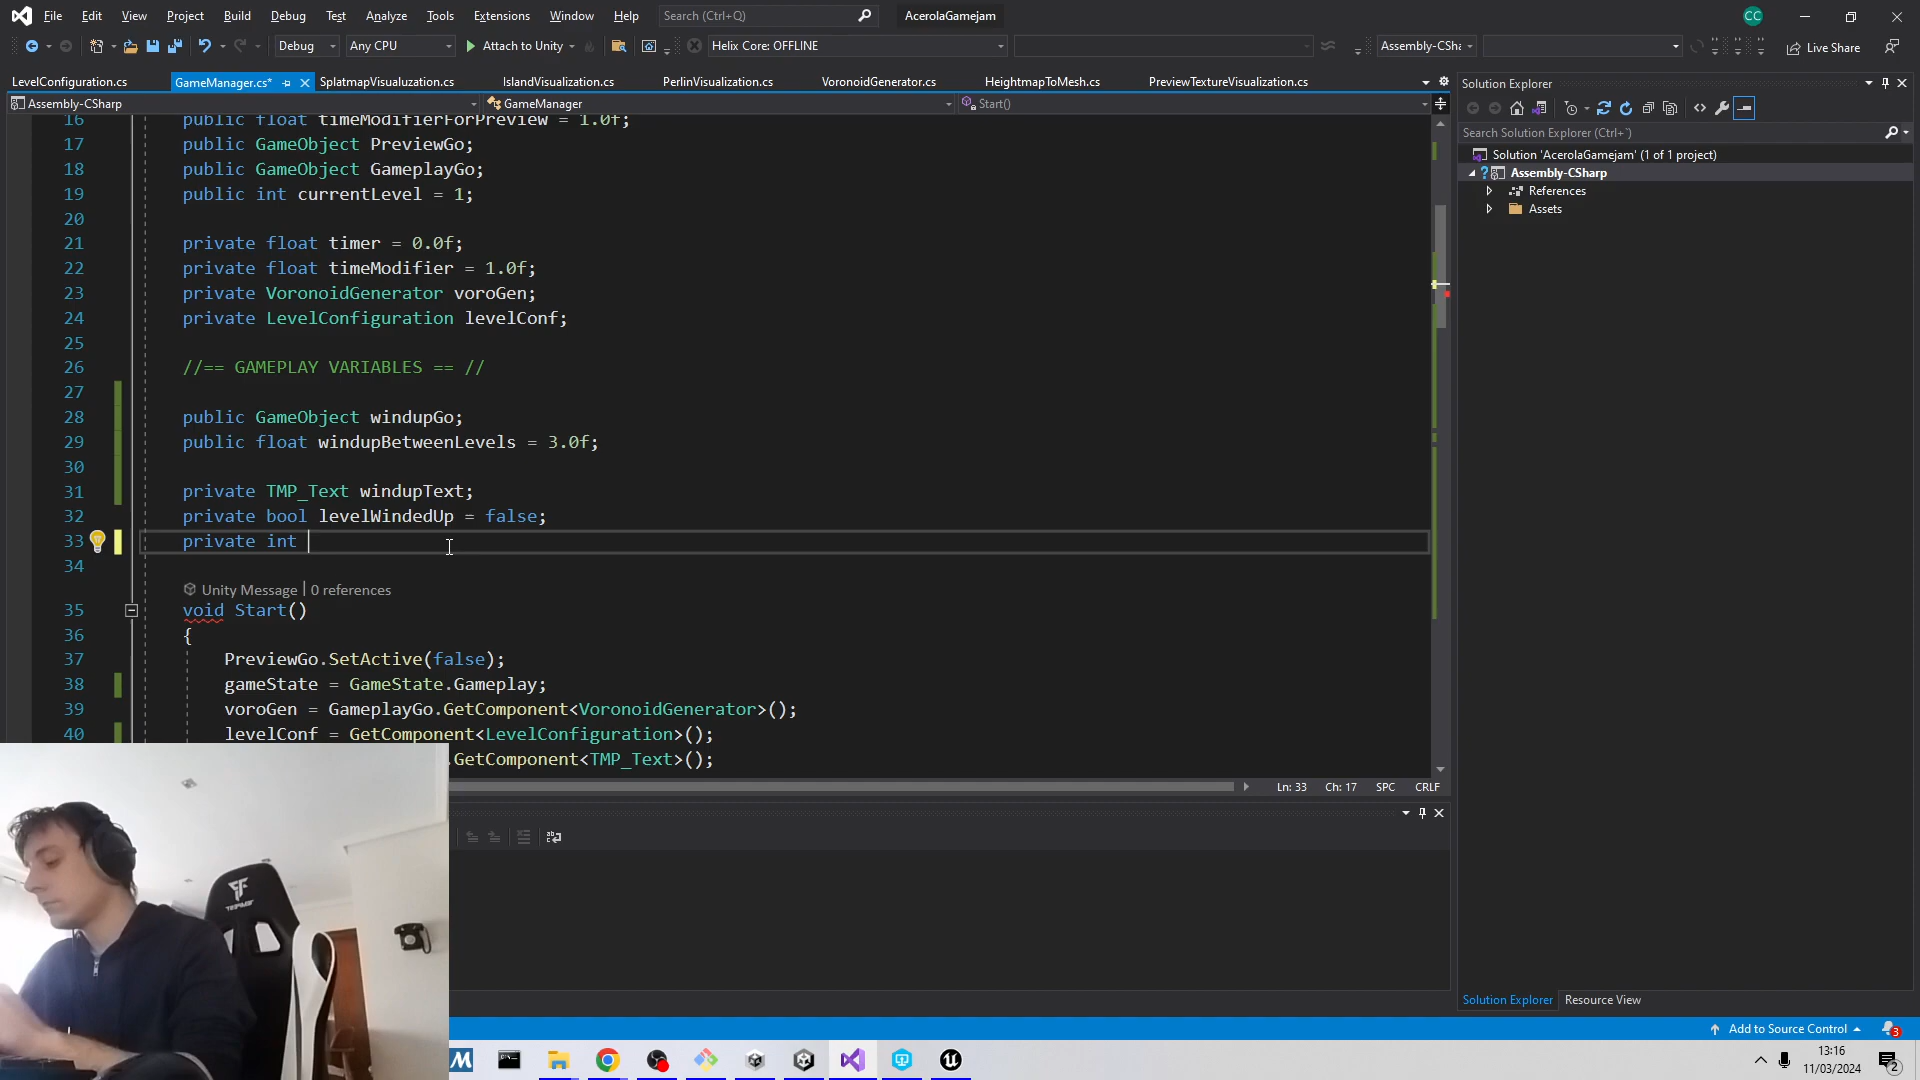 File Edit View Project Build Debug Test Analyze Tools Extensions Window Help Search (Ctrl+Q) AcerolaGamejam CC
Debug Any CPU Attach to Unity Helix Core: OFFLINE Assembly-CSha Live Share
LevelConfiguration.cs GameManager.cs* SplatmapVisualuzation.cs IslandVisualization.cs PerlinVisualization.cs VoronoidGenerator.cs HeightmapToMesh.cs PreviewTextureVisualization.cs
Assembly-CSharp GameManager Start()
16 public float timeModifierForPreview = 1.0f;
17 public GameObject PreviewGo;
18 public GameObject GameplayGo;
19 public int currentLevel = 1;
20
21 private float timer = 0.0f;
22 private float timeModifier = 1.0f;
23 private VoronoidGenerator voroGen;
24 private LevelConfiguration levelConf;
25
26 //== GAMEPLAY VARIABLES == //
27
28 public GameObject windupGo;
29 public float windupBetweenLevels = 3.0f;
30
31 private TMP_Text windupText;
32 private bool levelWindedUp = false;
33 private int
34
Unity Message | 0 references
35 void Start()
36 {
37 PreviewGo.SetActive(false);
38 gameState = GameState.Gameplay;
39 voroGen = GameplayGo.GetComponent<VoronoidGenerator>();
40 levelConf = GetComponent<LevelConfiguration>();
.GetComponent<TMP_Text>();
Ln: 33 Ch: 17 SPC CRLF
Solution Explorer
Search Solution Explorer (Ctrl+¨)
Solution 'AcerolaGamejam' (1 of 1 project)
Assembly-CSharp
References
Assets
Solution Explorer Resource View
Add to Source Control 3
13:16
11/03/2024 2